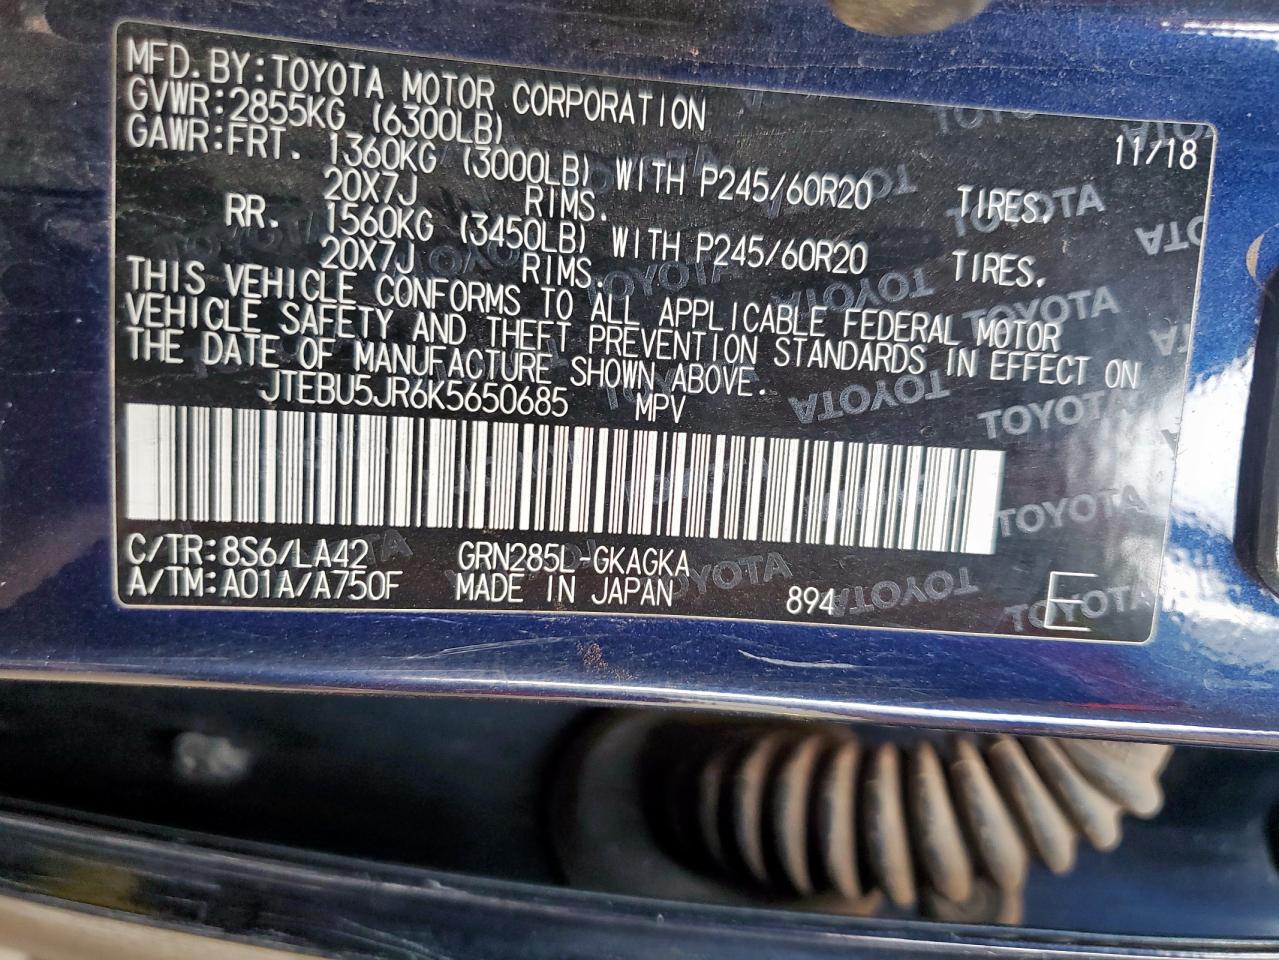 MFD. BY: TOYOTA MOTOR CORPORATION 11/18
GVWR: 2855KG (6300LB)
GAWR: FRT. 1360KG (3000LB) WITH P245/60R20 TIRES,
20X7J RIMS.
RR. 1560KG (3450LB) WITH P245/60R20 TIRES,
20X7J RIMS.
THIS VEHICLE CONFORMS TO ALL APPLICABLE FEDERAL MOTOR
VEHICLE SAFETY AND THEFT PREVENTION STANDARDS IN EFFECT ON
THE DATE OF MANUFACTURE SHOWN ABOVE.
JTEBU5JR6K5650685 MPV
C/TR: 8S6/LA42 GRN285L-GKAGKA
A/TM: A01A/A750F MADE IN JAPAN 894 E